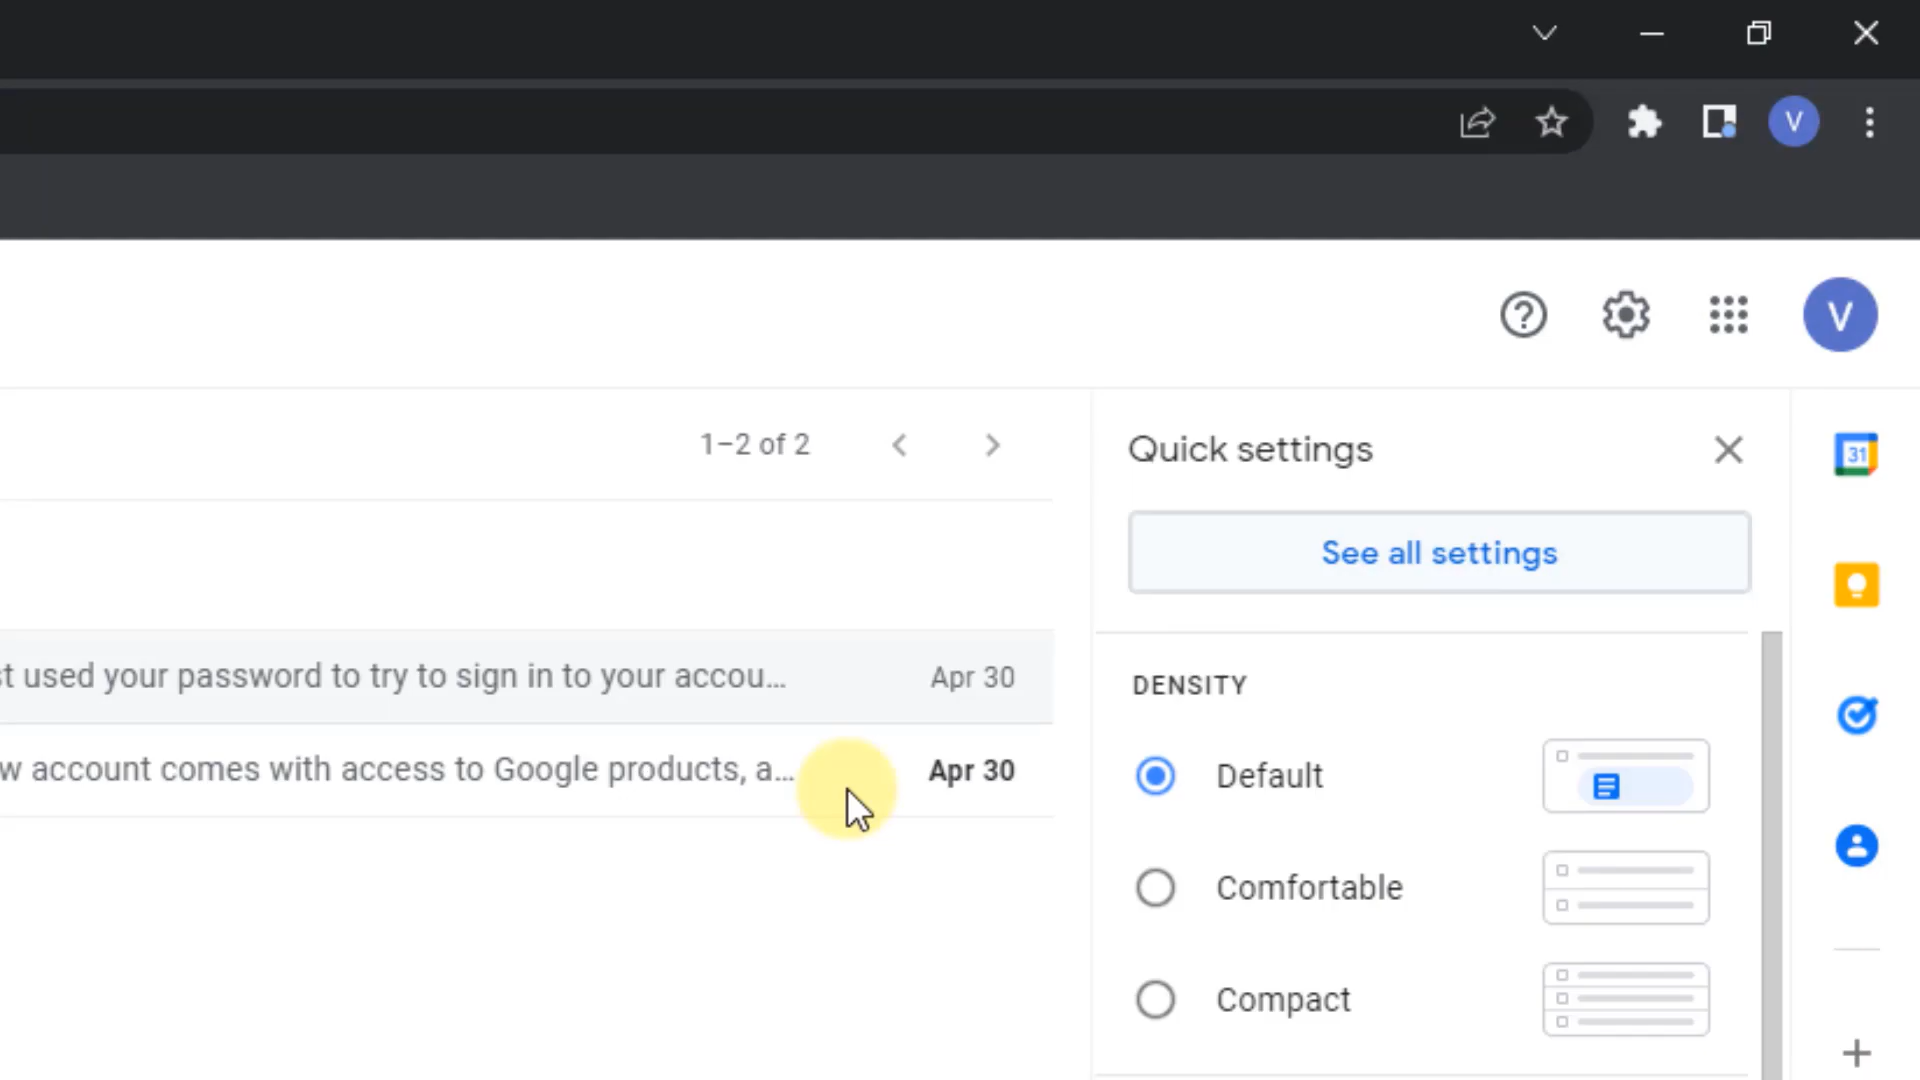 V
V
1–2 of 2
Quick settings
31
See all settings
st used your password to try to sign in to your accou...
Apr 30
DENSITY
w account comes with access to Google products, a...
Apr 30
Default
Comfortable
Compact